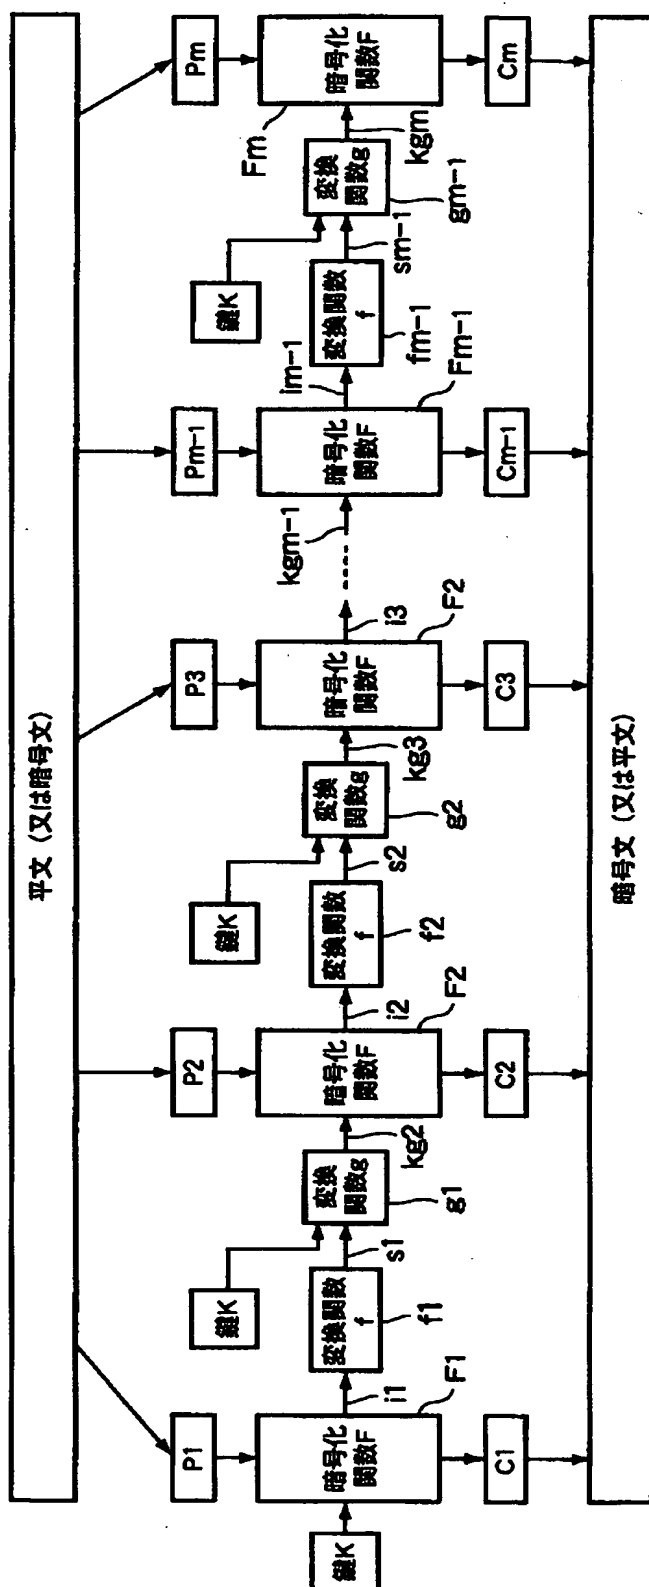 平文 (又は暗号文)
P1
P2
P3
Pm-1
Pm
鍵K
鍵K
鍵K
鍵K
暗号化
関数F
F1
i1
変換関数
f
f1
s1
変換
関数g
g1
kg2
暗号化
関数F
F2
i2
変換関数
f
f2
s2
変換
関数g
g2
kg3
暗号化
関数F
F2
i3
kgm-1
暗号化
関数F
Fm-1
im-1
変換関数
f
fm-1
sm-1
変換
関数g
gm-1
kgm
暗号化
関数F
Fm
C1
C2
C3
Cm-1
Cm
暗号文 (又は平文)